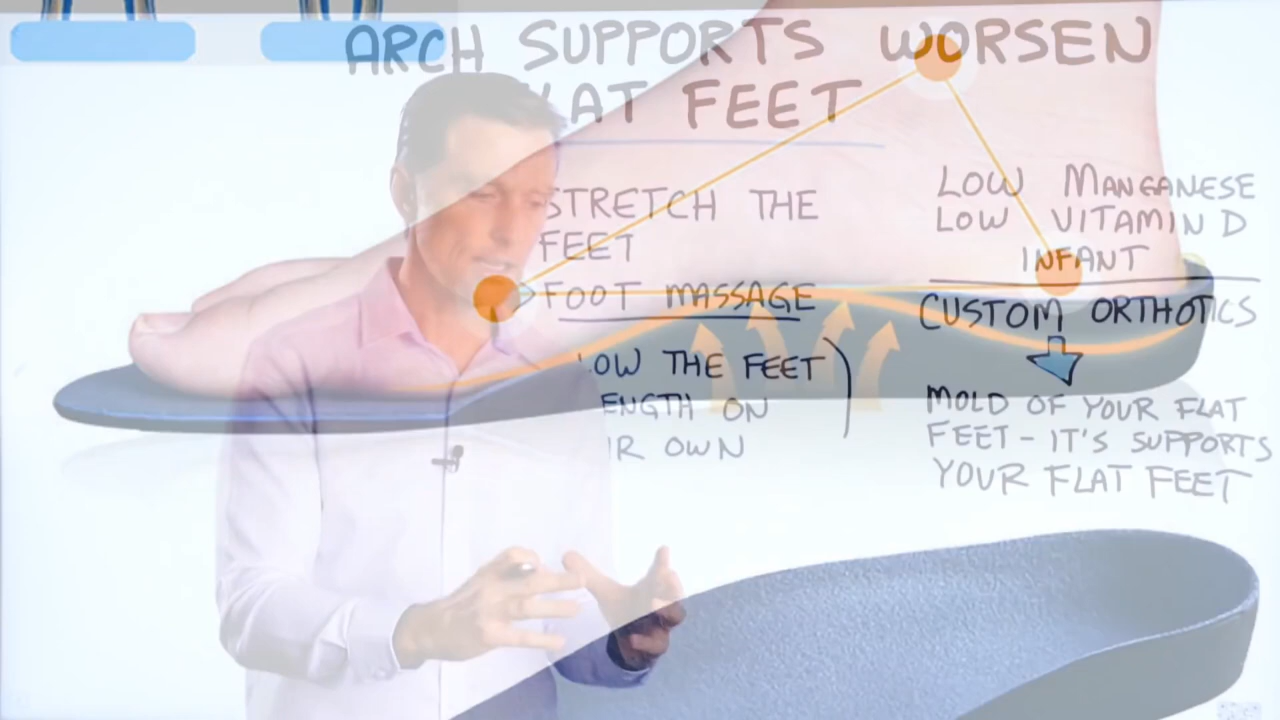 ARCH SUPPORTS WORSEN
FEET
STRETCH THE
FEET
FOOT MASSAGE
THE FEET
ON
OWN
LOW MANGANESE
LOW VITAMIN D
INFANT
CUSTOM ORTHOTICS
MOLD OF YOUR FLAT
FEET - IT'S SUPPORTS
YOUR FLAT FEET